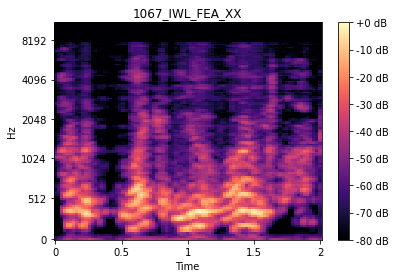 1067_IWL_FEA_XX
Hz
8192
4096
2048
1024
512
0
0
0.5
1
1.5
2
Time
+0 dB
-10 dB
-20 dB
-30 dB
-40 dB
-50 dB
-60 dB
-70 dB
-80 dB